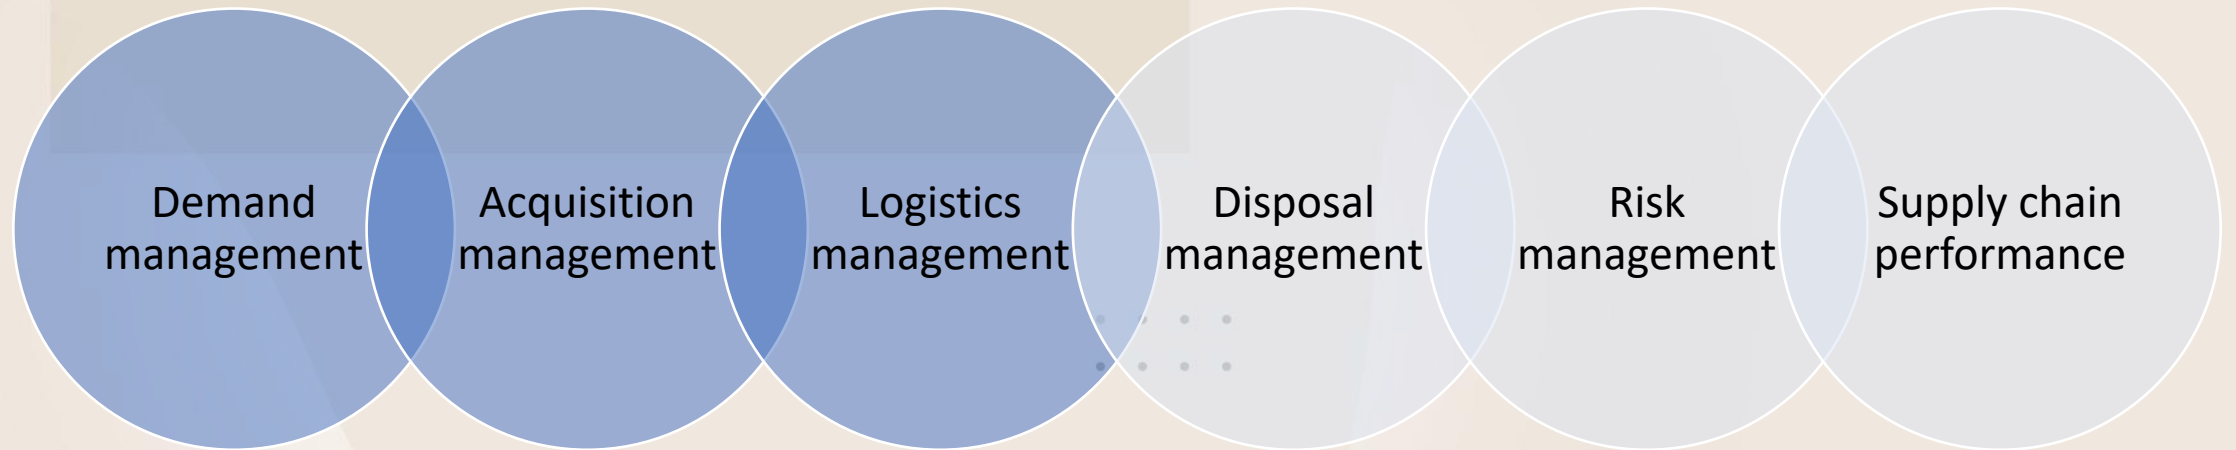 Demand
management
Acquisition
management
Logistics
management
Disposal
management
Risk
management
Supply chain
performance